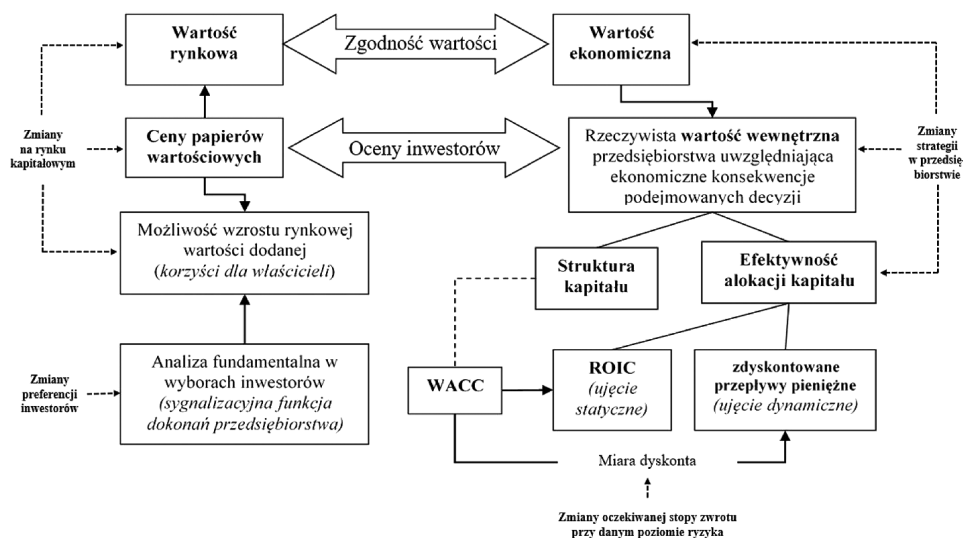 Wartość
rynkowa
Zgodność wartości
Wartość
ekonomiczna
Zmiany
na rynku
kapitałowym
Ceny papierów
wartościowych
Oceny inwestorów
Rzeczywista wartość wewnętrzna
przedsiębiorstwa uwzględniająca
ekonomiczne konsekwencje
podejmowanych decyzji
Zmiany
strategii
w przedsię
biorstwie
Możliwość wzrostu rynkowej
wartości dodanej
(korzyści dla właścicieli)
Struktura
kapitału
Efektywność
alokacji kapitału
Zmiany
preferencji
inwestorów
Analiza fundamentalna w
wyborach inwestorów
(sygnalizacyjna funkcja
dokonań przedsiębiorstwa)
WACC
ROIC
(ujęcie
statyczne)
zdyskontowane
przepływy pieniężne
(ujęcie dynamiczne)
Miara dyskonta
Zmiany oczekiwanej stopy zwrotu
przy danym poziomie ryzyka